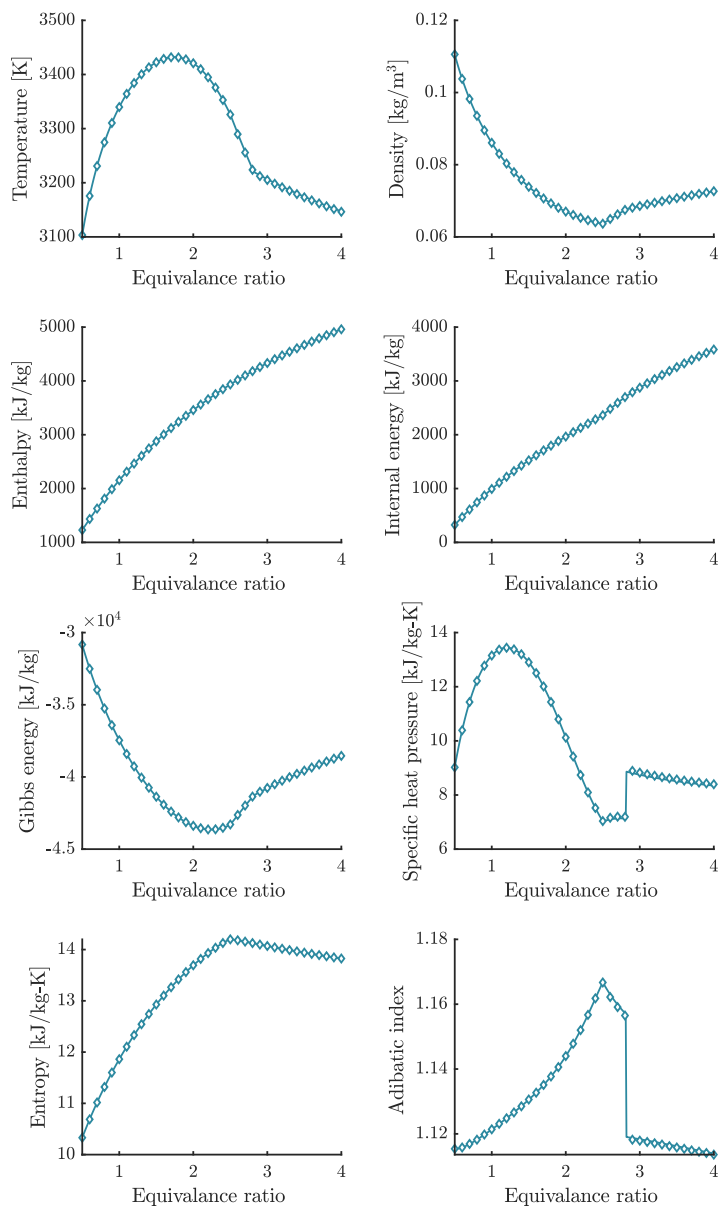 Temperature [K]
3500
3400
3300
3200
3100
1 2 3 4
Equivalance ratio
Density [kg/m³]
0.12
0.1
0.08
0.06
1 2 3 4
Equivalance ratio
Enthalpy [kJ/kg]
5000
4000
3000
2000
1000
1 2 3 4
Equivalance ratio
Internal energy [kJ/kg]
4000
3000
2000
1000
0
1 2 3 4
Equivalance ratio
Gibbs energy [kJ/kg]
×10⁴
-3
-3.5
-4
-4.5
1 2 3 4
Equivalance ratio
Specific heat pressure [kJ/kg-K]
14
13
12
11
10
9
8
7
6
1 2 3 4
Equivalance ratio
Entropy [kJ/kg-K]
14
13
12
11
10
1 2 3 4
Equivalance ratio
Adibatic index
1.18
1.16
1.14
1.12
1 2 3 4
Equivalance ratio